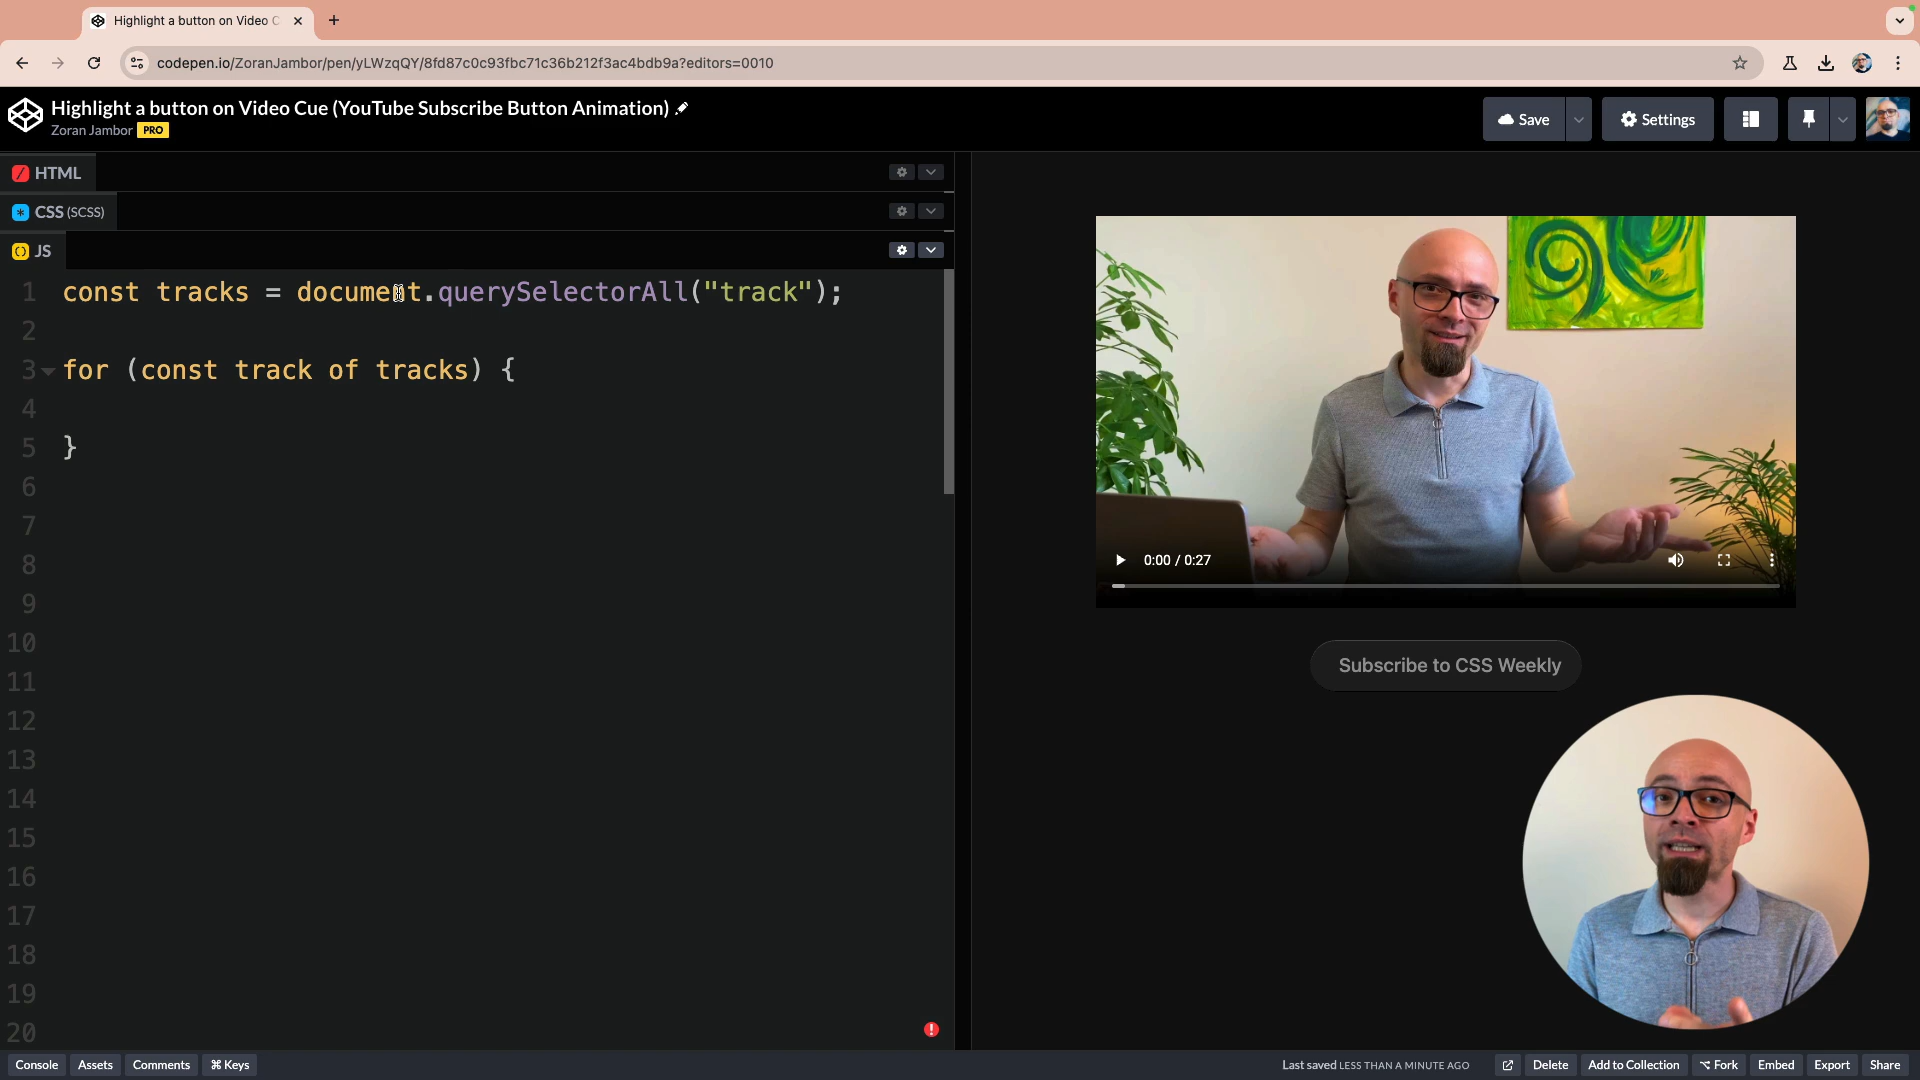 Highlight a button on Video C
codepen.io/ZoranJambor/pen/yLWzqQY/8fd87c0c93fbc71c36b212f3ac4bdb9a?editors=0010
Highlight a button on Video Cue (YouTube Subscribe Button Animation)
Zoran Jambor PRO
Save
Settings
HTML
CSS (SCSS)
JS
1 const tracks = document.querySelectorAll("track");
2
3 for (const track of tracks) {
4
5 }
6
7
8
9
10
11
12
13
14
15
16
17
18
19
20
0:00 / 0:27
Subscribe to CSS Weekly
Console Assets Comments ⌘ Keys
Last saved LESS THAN A MINUTE AGO Delete Add to Collection ⌥ Fork Embed Export Share